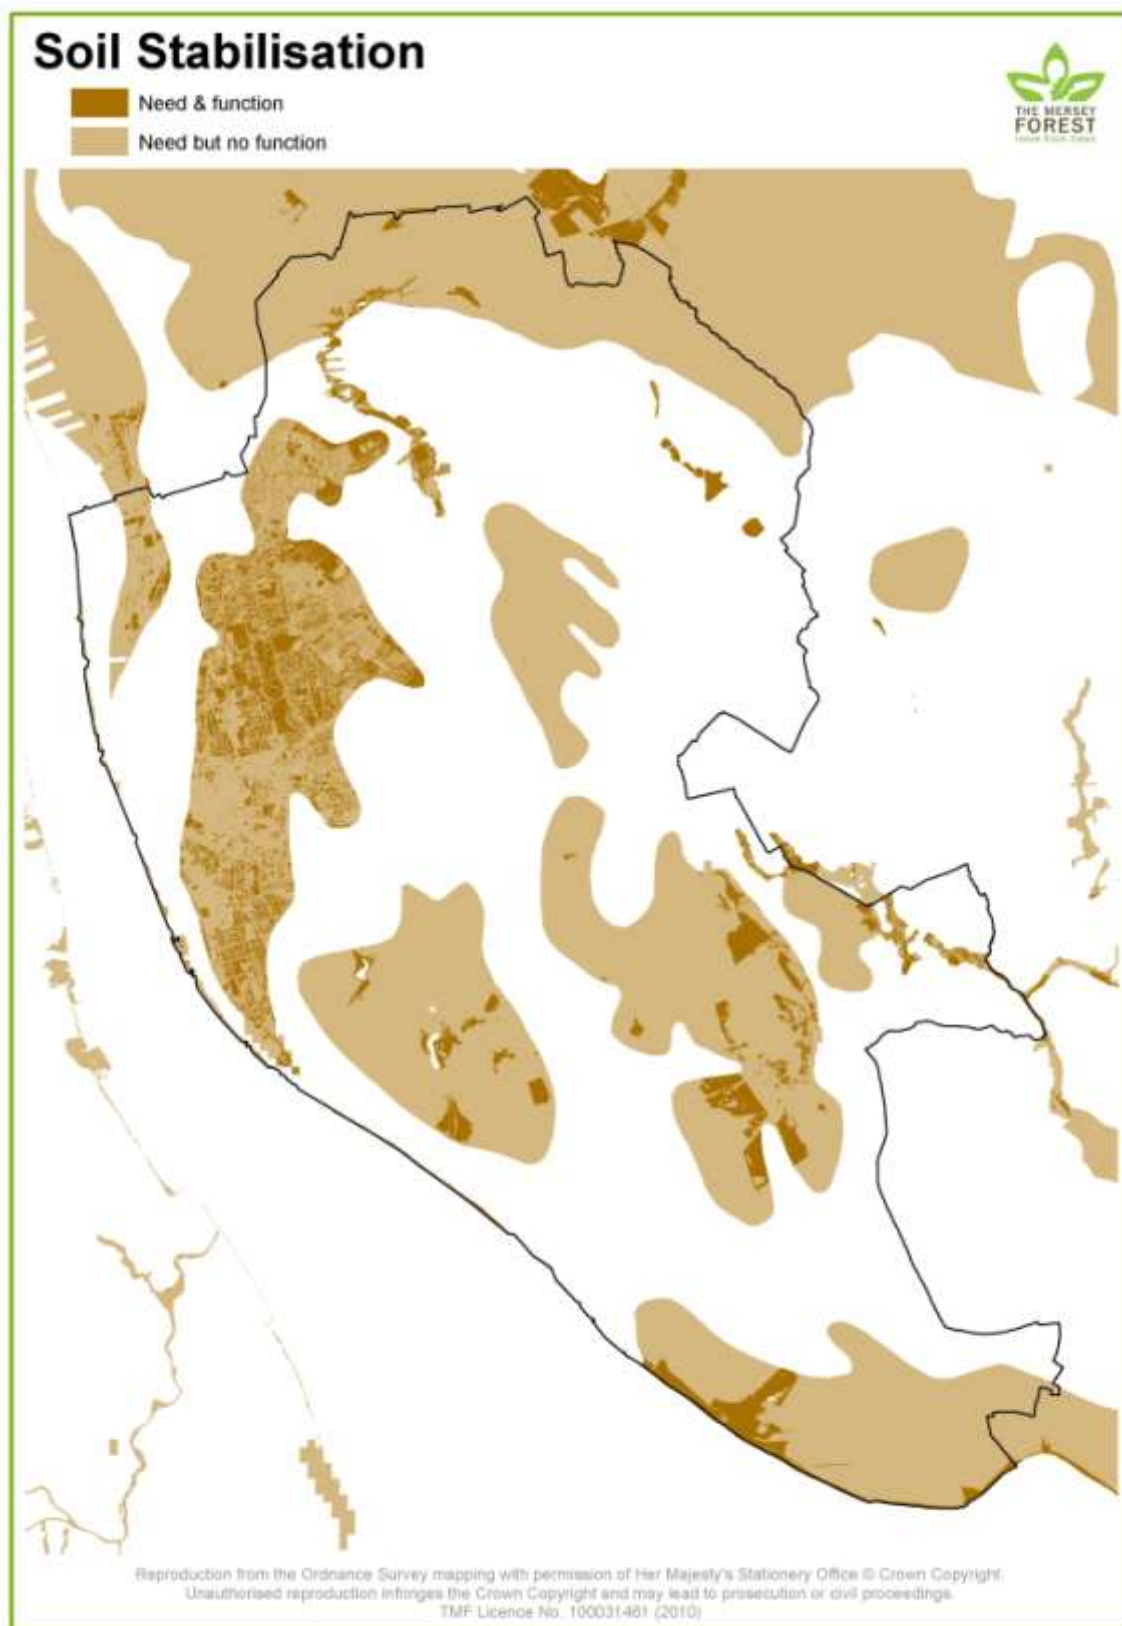 Soil Stabilisation
Need & function
Need but no function
THE MERSEY
FOREST
Reproduction from the Ordnance Survey mapping with permission of Her Majesty's Stationery Office © Crown Copyright.
Unauthorised reproduction infringes the Crown Copyright and may lead to prosecution or civil proceedings.
TMF Licence No. 100031461 (2010)